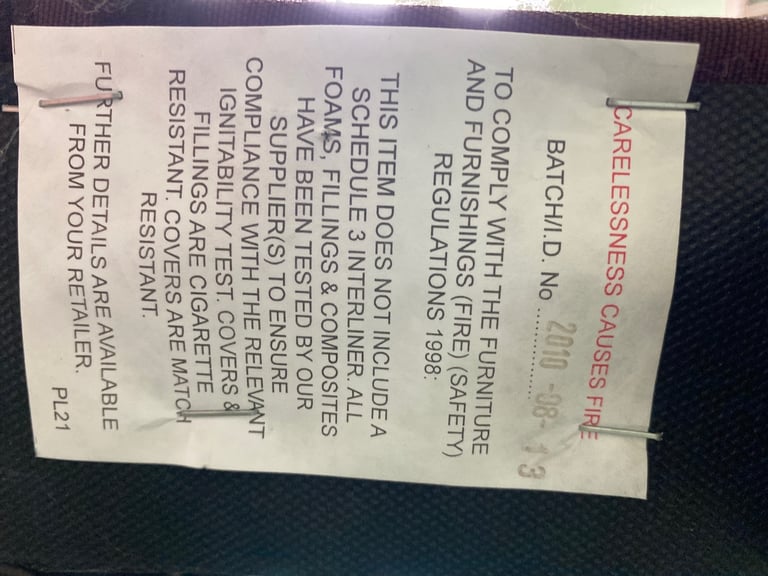 CARELESSNESS CAUSES FIRE
BATCH/I.D. No ............... 2010 -08- 13
TO COMPLY WITH THE FURNITURE
AND FURNISHINGS (FIRE) (SAFETY)
REGULATIONS 1998:
THIS ITEM DOES NOT INCLUDE A
SCHEDULE 3 INTERLINER. ALL
FOAMS, FILLINGS & COMPOSITES
HAVE BEEN TESTED BY OUR
SUPPLIER(S) TO ENSURE
COMPLIANCE WITH THE RELEVANT
IGNITABILITY TEST. COVERS &
FILLINGS ARE CIGARETTE
RESISTANT. COVERS ARE MATCH
RESISTANT.
FURTHER DETAILS ARE AVAILABLE
FROM YOUR RETAILER.
PL21